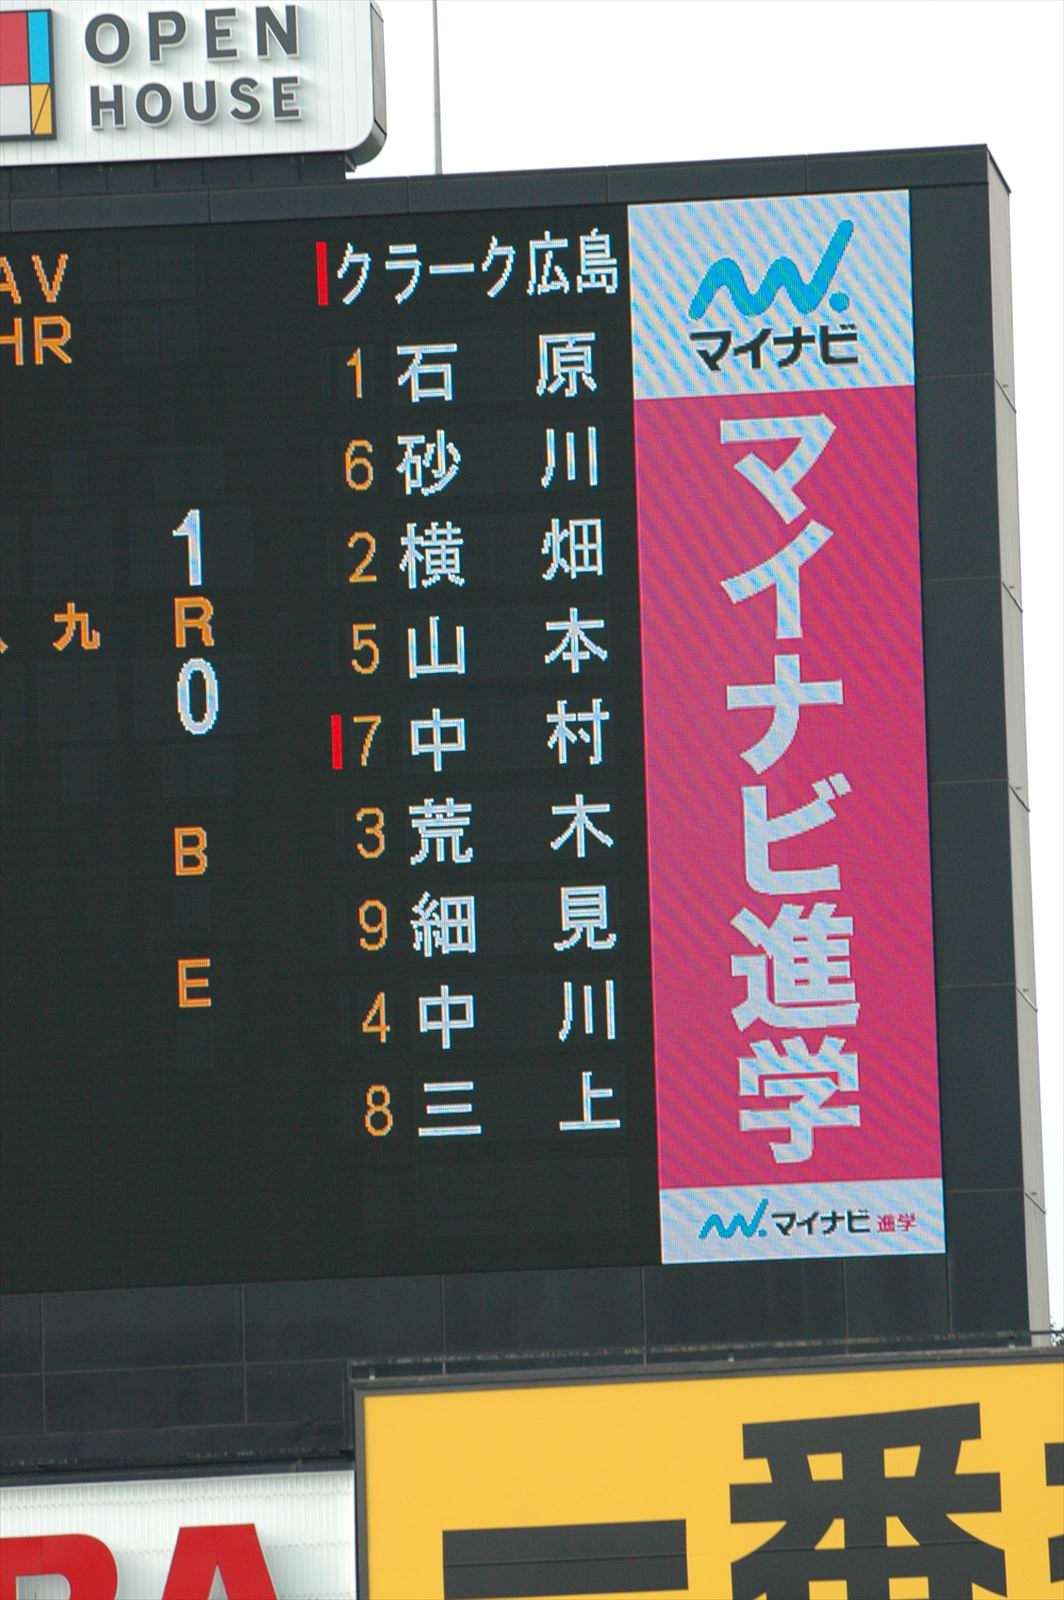 OPEN
HOUSE
AV
HR
クラーク広島
1 石原
6 砂川
2 横畑
5 山本
7 中村
3 荒木
9 細見
4 中川
8 三上
1
九 R
0
B
E
マイナビ
マイナビ進学
マイナビ 進学
一番